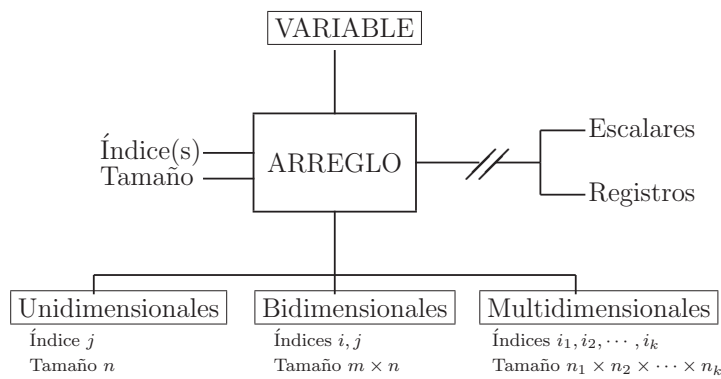 VARIABLE
Índice(s)
Tamaño
ARREGLO
Escalares
Registros
Unidimensionales
Índice j
Tamaño n
Bidimensionales
Índices i, j
Tamaño m × n
Multidimensionales
Índices i₁, i₂, ⋯ , iₖ
Tamaño n₁ × n₂ × ⋯ × nₖ